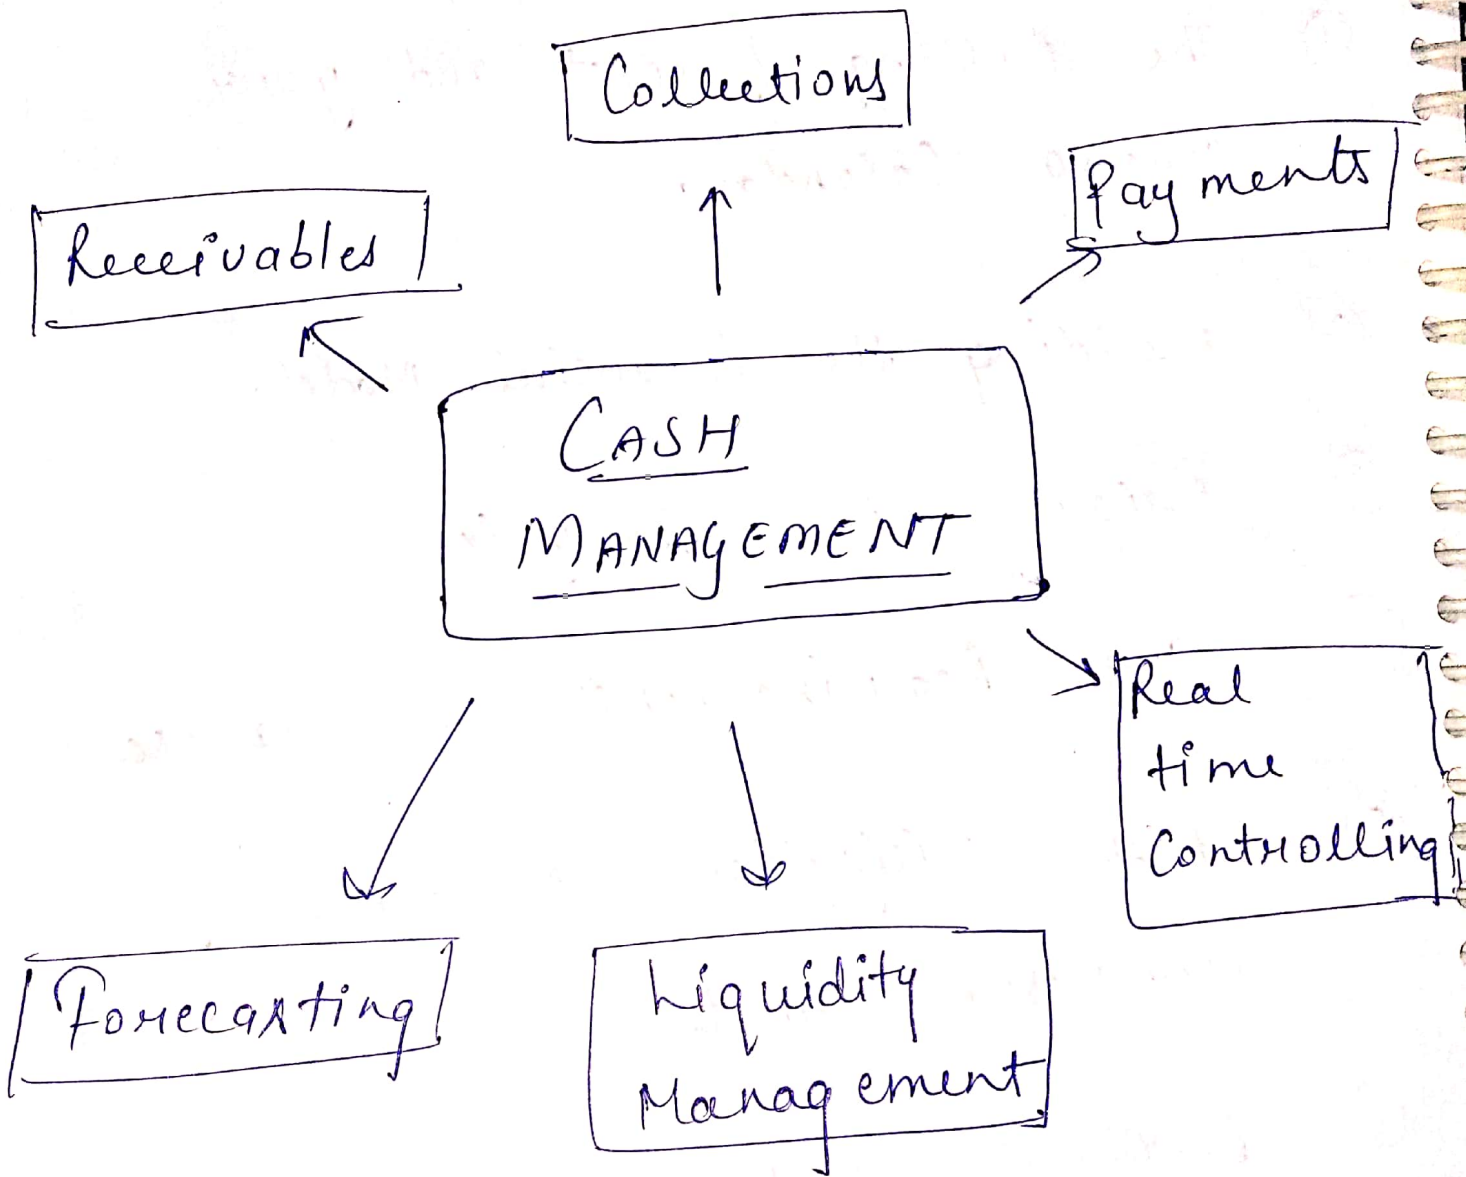 Collections
Payments
Receivables
CASH
MANAGEMENT
Real
time
Controlling
Forecasting
Liquidity
Management